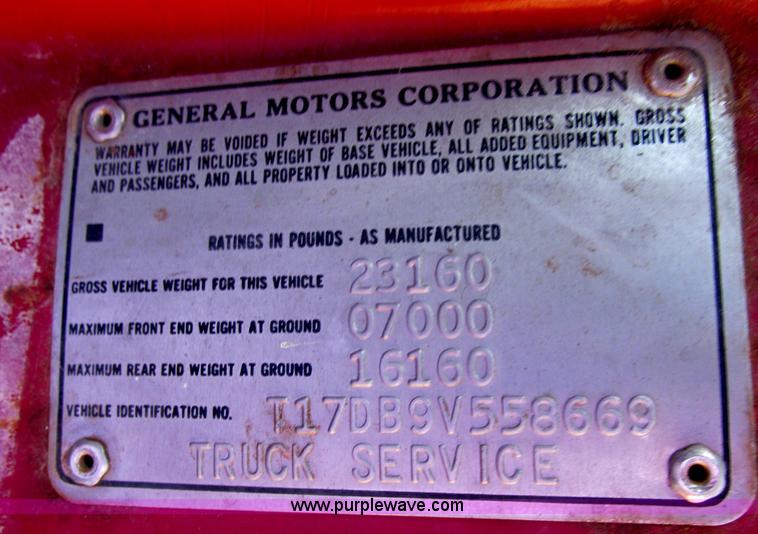 GENERAL MOTORS CORPORATION
WARRANTY MAY BE VOIDED IF WEIGHT EXCEEDS ANY OF RATINGS SHOWN. GROSS
VEHICLE WEIGHT INCLUDES WEIGHT OF BASE VEHICLE, ALL ADDED EQUIPMENT, DRIVER
AND PASSENGERS, AND ALL PROPERTY LOADED INTO OR ONTO VEHICLE.
RATINGS IN POUNDS - AS MANUFACTURED
GROSS VEHICLE WEIGHT FOR THIS VEHICLE 23160
MAXIMUM FRONT END WEIGHT AT GROUND 07000
MAXIMUM REAR END WEIGHT AT GROUND 16160
VEHICLE IDENTIFICATION NO. T17DB9V558669
TRUCK SERVICE
www.purplewave.com